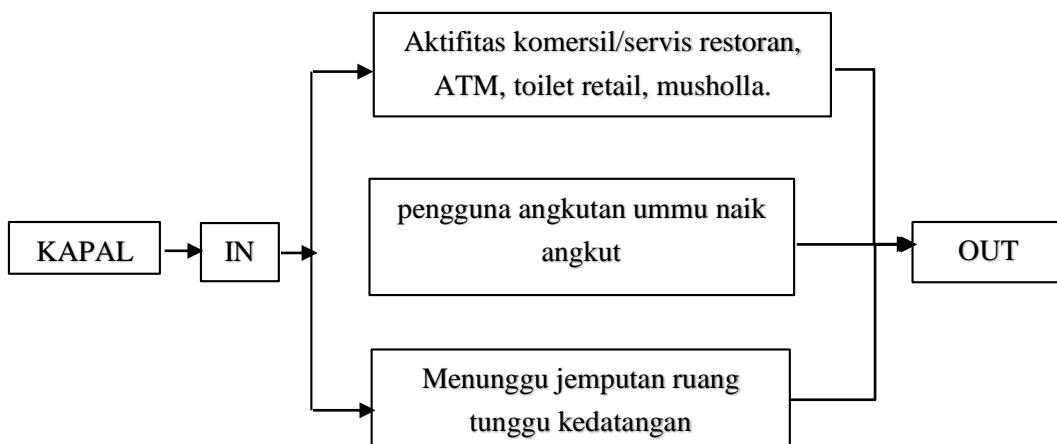 Aktifitas komersil/servis restoran,
ATM, toilet retail, musholla.
pengguna angkutan ummu naik
angkut
KAPAL
IN
OUT
Menunggu jemputan ruang
tunggu kedatangan